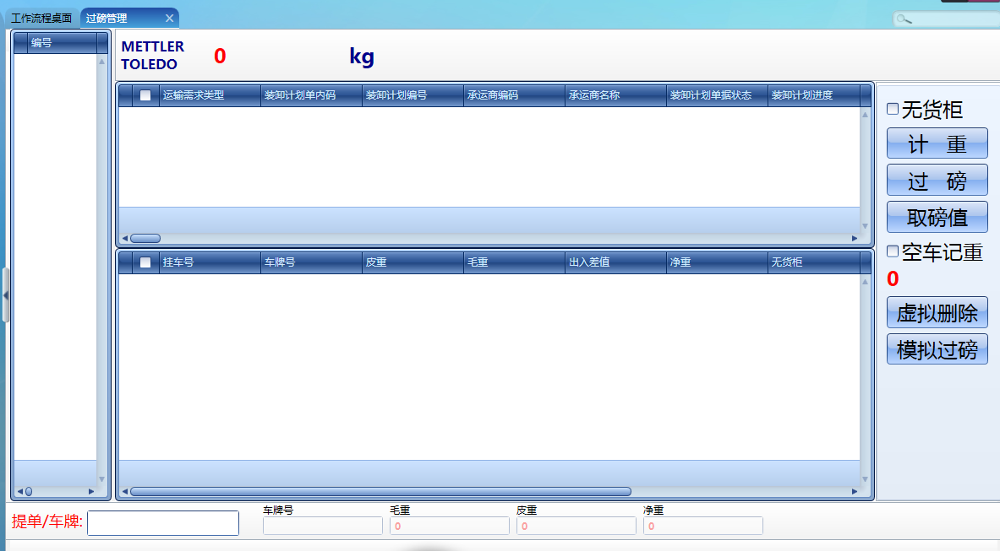 工作流程桌面 过磅管理
编号
METTLER
TOLEDO
0 kg
运输需求类型 装卸计划单内码 装卸计划编号 承运商编码 承运商名称 装卸计划单据状态 装卸计划进度
挂车号 车牌号 皮重 毛重 出入差值 净重 无货柜
无货柜
计 重
过 磅
取磅值
空车记重
0
虚拟删除
模拟过磅
提单/车牌:
车牌号 毛重 皮重 净重
0 0 0